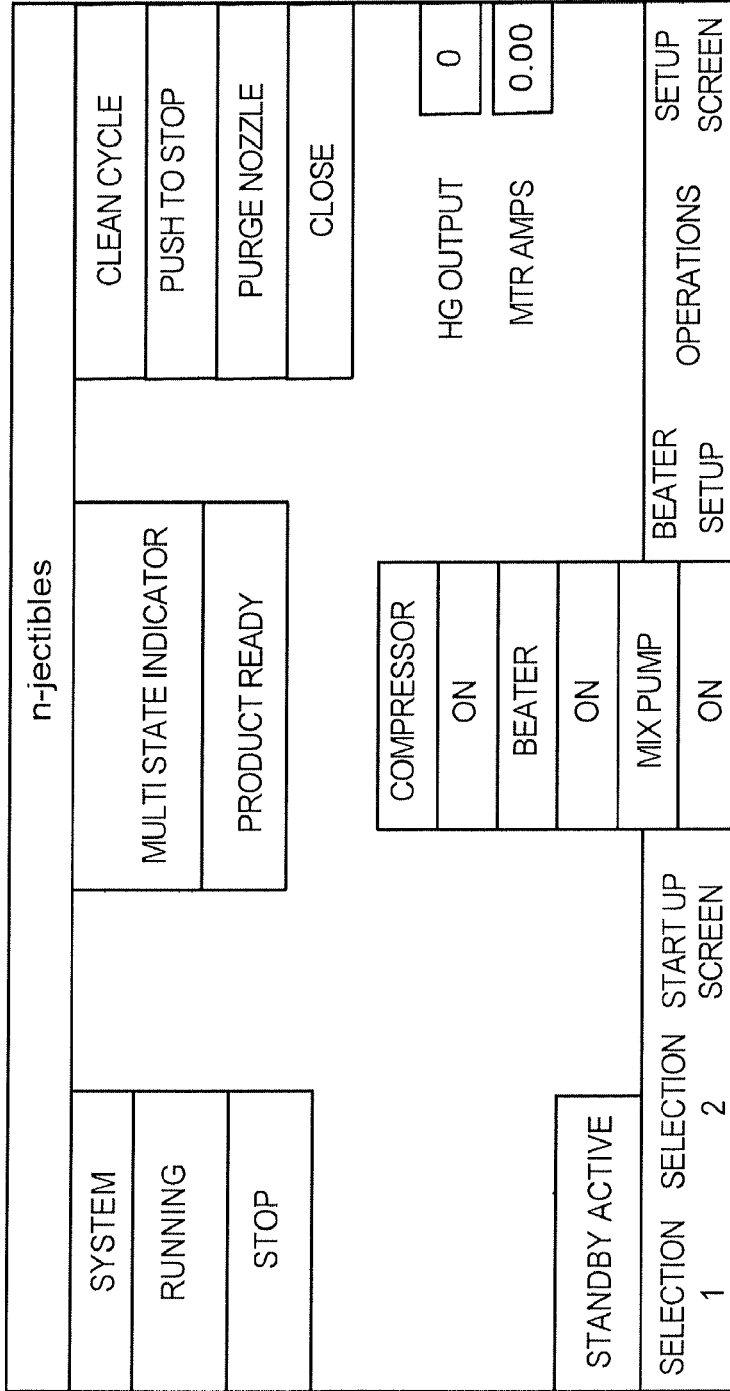 n-jectibles
SYSTEM
RUNNING
STOP
MULTI STATE INDICATOR
PRODUCT READY
CLEAN CYCLE
PUSH TO STOP
PURGE NOZZLE
CLOSE
COMPRESSOR
ON
BEATER
ON
MIX PUMP
ON
HG OUTPUT
0
MTR AMPS
0.00
STANDBY ACTIVE
SELECTION
1
SELECTION
2
START UP
SCREEN
BEATER
SETUP
OPERATIONS
SETUP
SCREEN